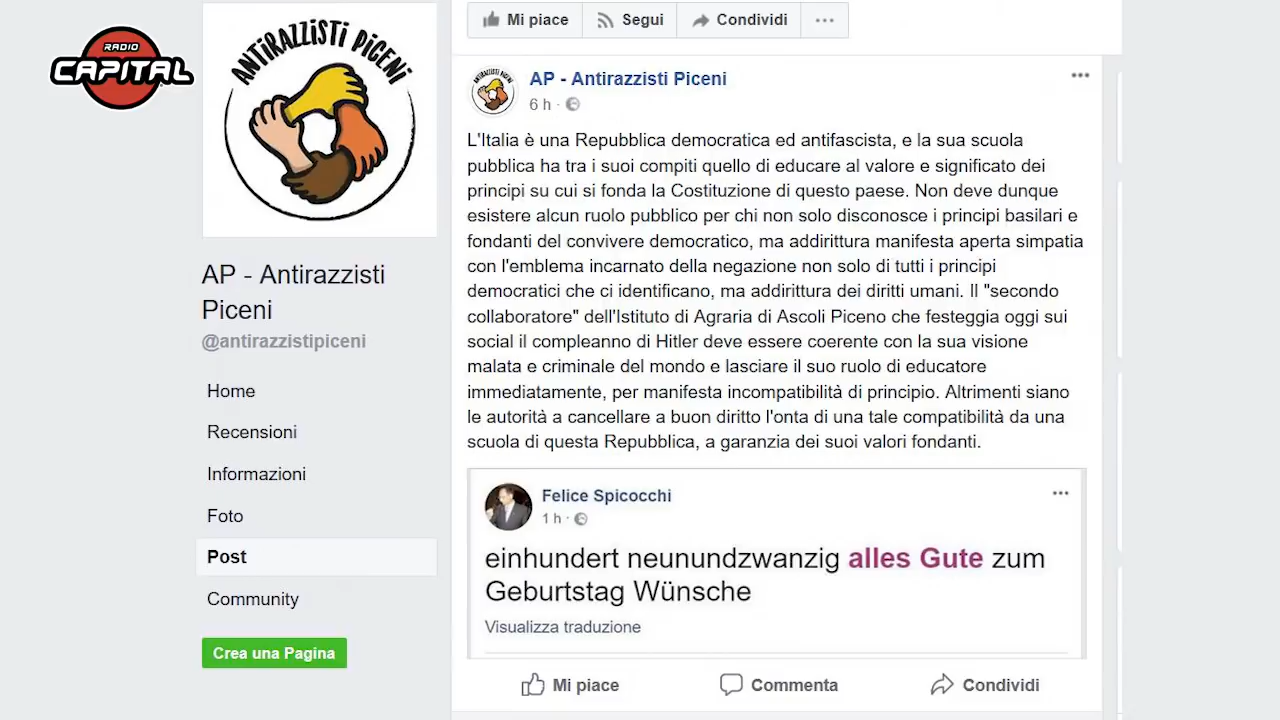 RADIO
CAPITAL
ANTIRAZZISTI PICENI
AP - Antirazzisti
Piceni
@antirazzistipiceni
Home
Recensioni
Informazioni
Foto
Post
Community
Crea una Pagina
Mi piace
Segui
Condividi
ANTIRAZZISTI PICENI
AP - Antirazzisti Piceni
6 h ·
L'Italia è una Repubblica democratica ed antifascista, e la sua scuola
pubblica ha tra i suoi compiti quello di educare al valore e significato dei
principi su cui si fonda la Costituzione di questo paese. Non deve dunque
esistere alcun ruolo pubblico per chi non solo disconosce i principi basilari e
fondanti del convivere democratico, ma addirittura manifesta aperta simpatia
con l'emblema incarnato della negazione non solo di tutti i principi
democratici che ci identificano, ma addirittura dei diritti umani. Il "secondo
collaboratore" dell'Istituto di Agraria di Ascoli Piceno che festeggia oggi sui
social il compleanno di Hitler deve essere coerente con la sua visione
malata e criminale del mondo e lasciare il suo ruolo di educatore
immediatamente, per manifesta incompatibilità di principio. Altrimenti siano
le autorità a cancellare a buon diritto l'onta di una tale compatibilità da una
scuola di questa Repubblica, a garanzia dei suoi valori fondanti.
Felice Spicocchi
1 h ·
einhundert neunundzwanzig alles Gute zum
Geburtstag Wünsche
Visualizza traduzione
Mi piace
Commenta
Condividi